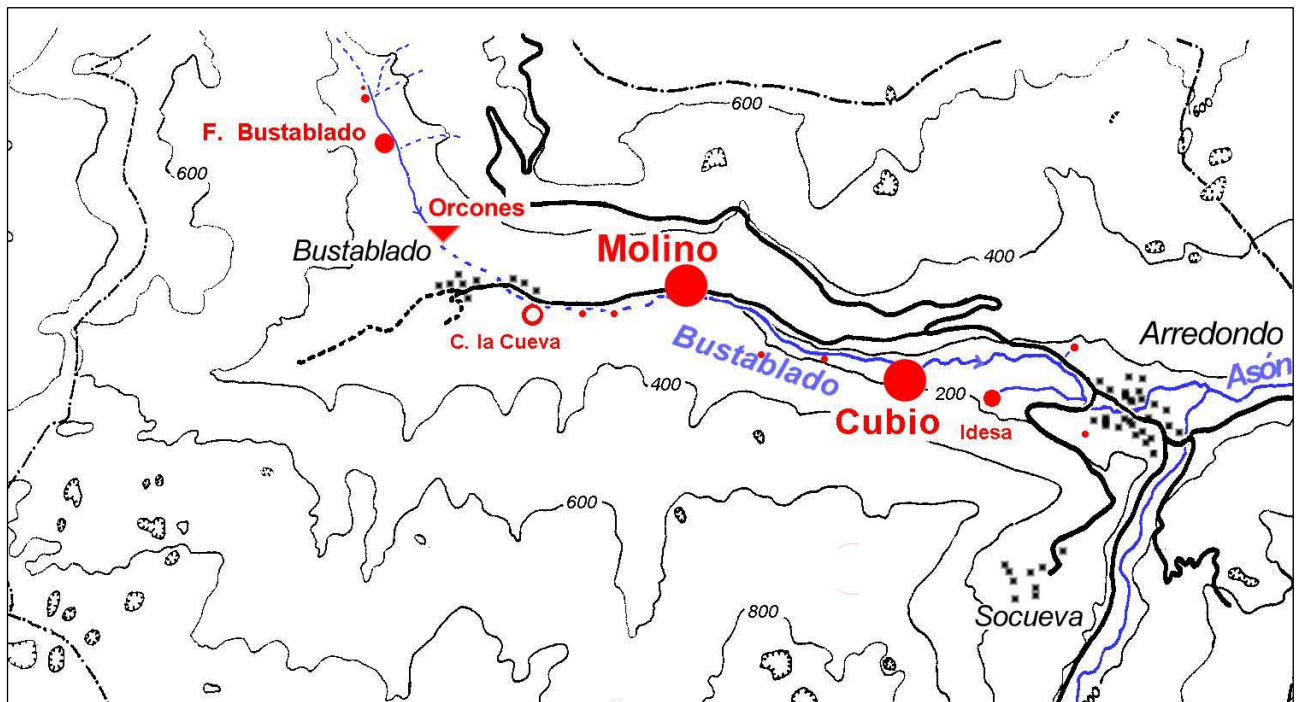 600
600
F. Bustablado
600
Orcones
Bustablado
Molino
400
C. la Cueva
Bustablado
Arredondo
Asón
400
200
Cubio
Idesa
600
Socueva
800